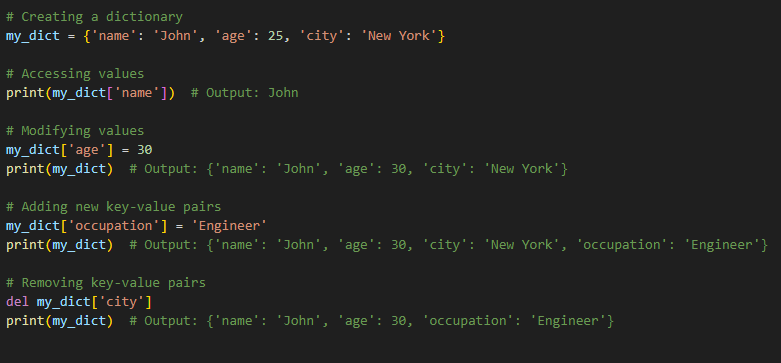 # Creating a dictionary
my_dict = {'name': 'John', 'age': 25, 'city': 'New York'}
# Accessing values
print(my_dict['name'])  # Output: John
# Modifying values
my_dict['age'] = 30
print(my_dict)  # Output: {'name': 'John', 'age': 30, 'city': 'New York'}
# Adding new key-value pairs
my_dict['occupation'] = 'Engineer'
print(my_dict)  # Output: {'name': 'John', 'age': 30, 'city': 'New York', 'occupation': 'Engineer'}
# Removing key-value pairs
del my_dict['city']
print(my_dict)  # Output: {'name': 'John', 'age': 30, 'occupation': 'Engineer'}